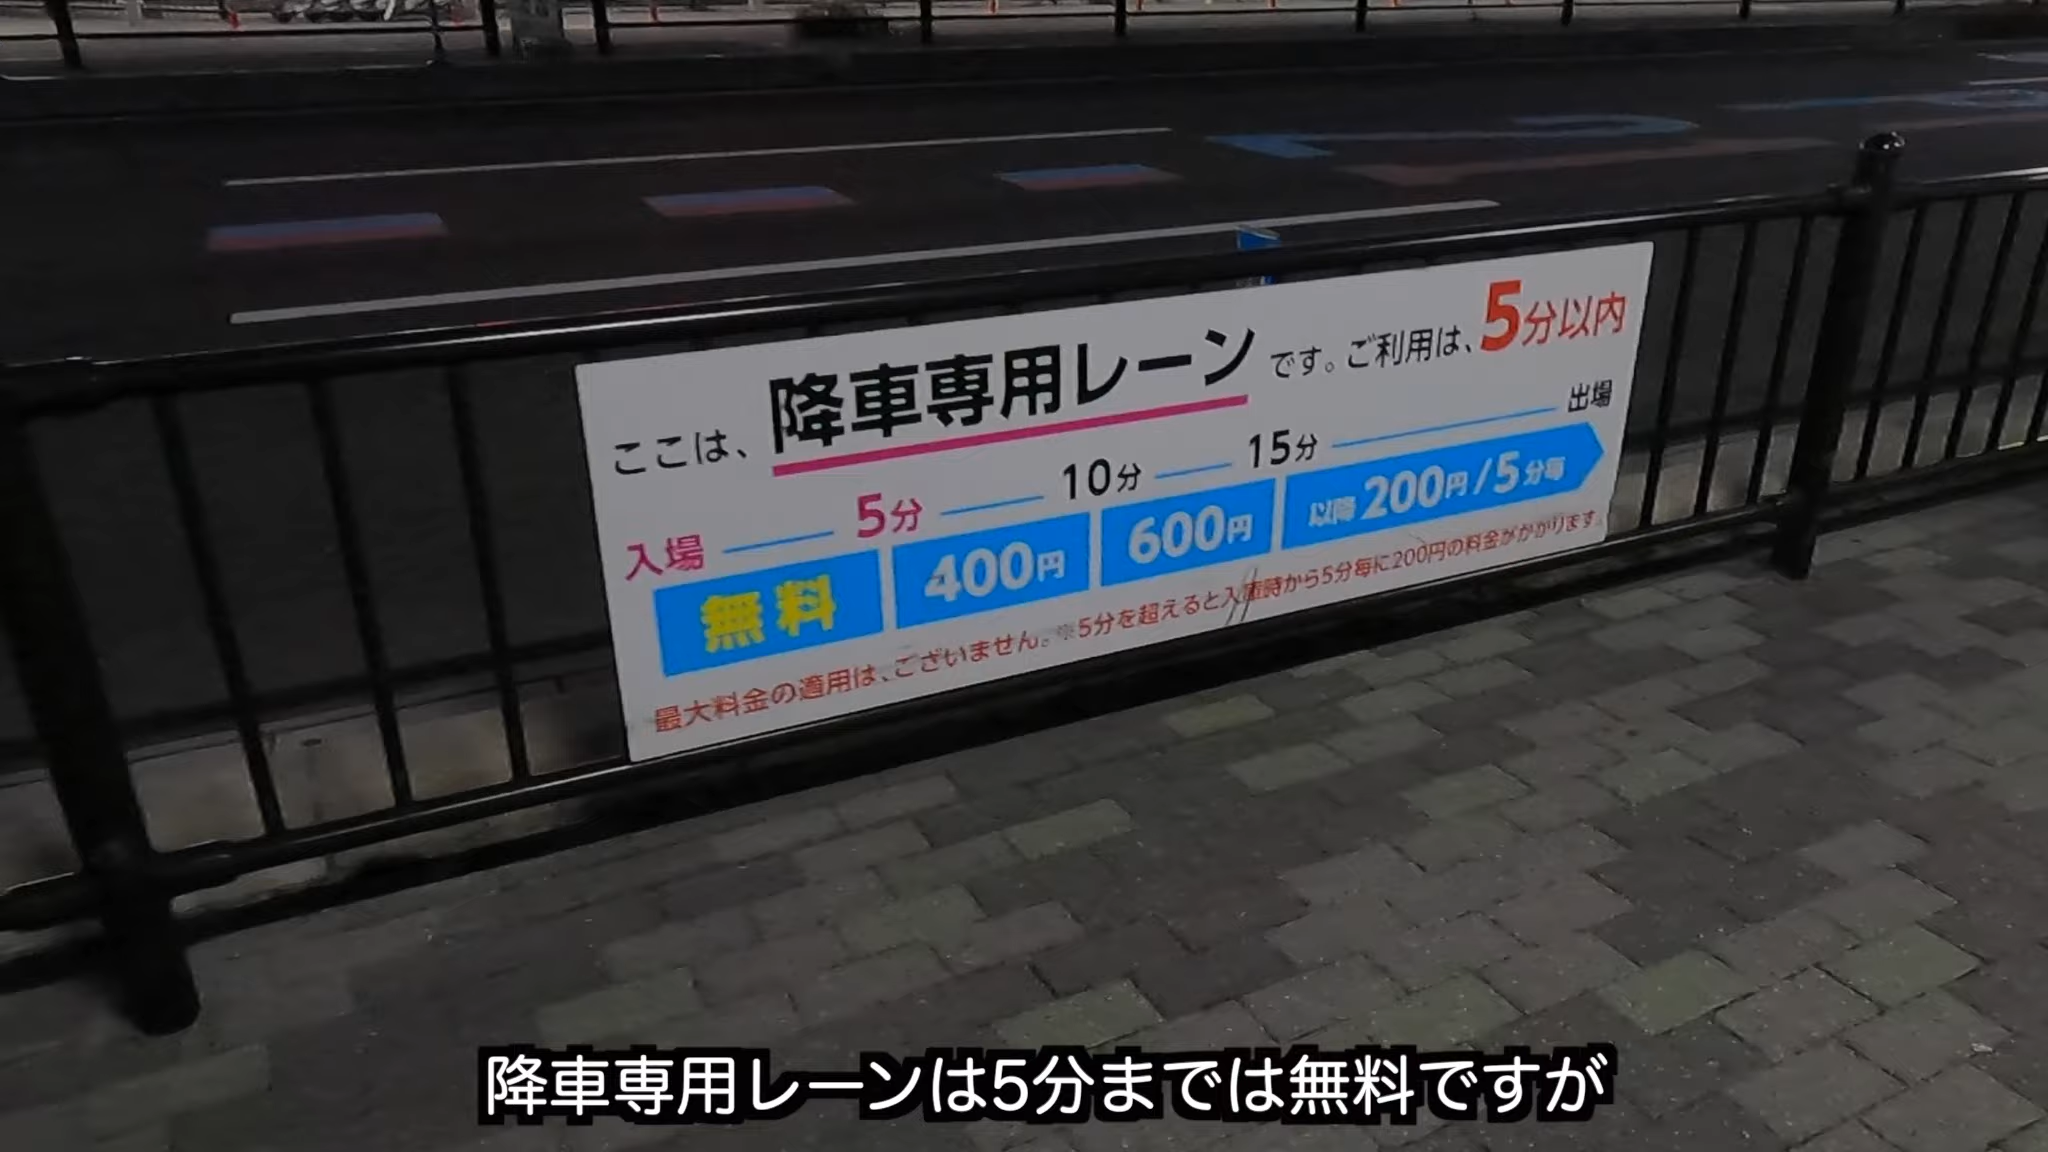 ここは、降車専用レーンです。ご利用は、5分以内
入場 5分 10分 15分 出場
無料 400円 600円 以降200円/5分毎
最大料金の適用は、ございません。※5分を超えると入庫時から5分毎に200円の料金がかかります。
降車専用レーンは5分までは無料ですが